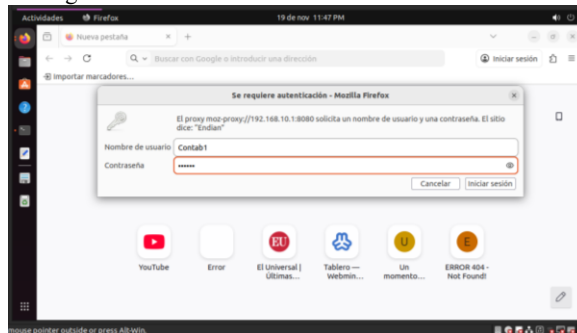 Actividades Firefox 19 de nov 11:47 PM
Nueva pestaña × +
Buscar con Google o introducir una dirección Iniciar sesión
Importar marcadores...
Se requiere autenticación - Mozilla Firefox
El proxy moz-proxy://192.168.10.1:8080 solicita un nombre de usuario y una contraseña. El sitio
dice: "Endian"
Nombre de usuario Contab1
Contraseña ••••••
Cancelar Iniciar sesión
EU U E
YouTube Error El Universal | Tablero — Un ERROR 404 -
Últimas... Webmin... momento... Not Found!
mouse pointer outside or press Alt-Win.